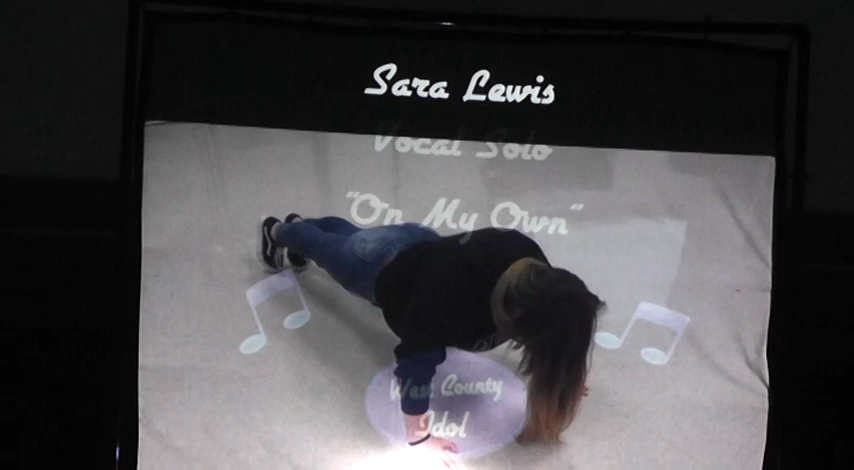 Sara Lewis
Vocal Solo
"On My Own"
West County
Idol